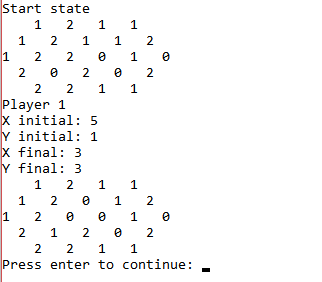 Start state
1 2 1 1
1 2 1 1 2
1 2 2 0 1 0
2 0 2 0 2
2 2 1 1
Player 1
X initial: 5
Y initial: 1
X final: 3
Y final: 3
1 2 1 1
1 2 0 1 2
1 2 0 0 1 0
2 1 2 0 2
2 2 1 1
Press enter to continue: